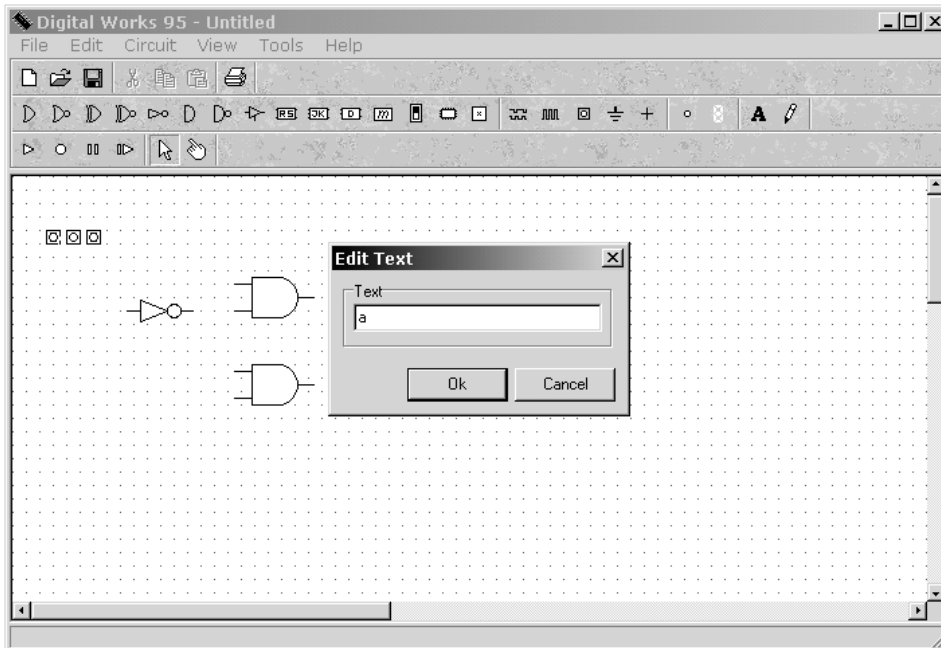 Digital Works 95 - Untitled
File Edit Circuit View Tools Help
RS JK D m
A
Edit Text
Text
a
Ok Cancel